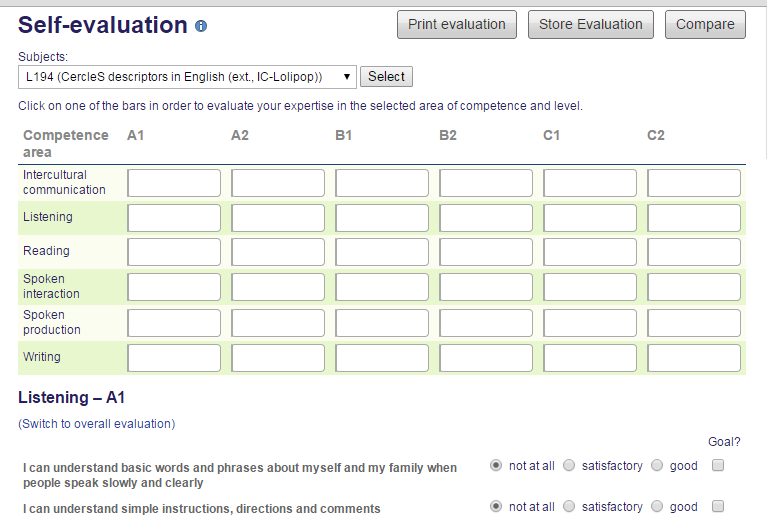 Self-evaluation
Print evaluation
Store Evaluation
Compare
Subjects:
L194 (CercleS descriptors in English (ext., IC-Lolipop))
Select
Click on one of the bars in order to evaluate your expertise in the selected area of competence and level.
Competence area A1 A2 B1 B2 C1 C2
Intercultural
communication
Listening
Reading
Spoken
interaction
Spoken
production
Writing
Listening – A1
(Switch to overall evaluation)
Goal?
I can understand basic words and phrases about myself and my family when
people speak slowly and clearly
not at all satisfactory good
I can understand simple instructions, directions and comments
not at all satisfactory good